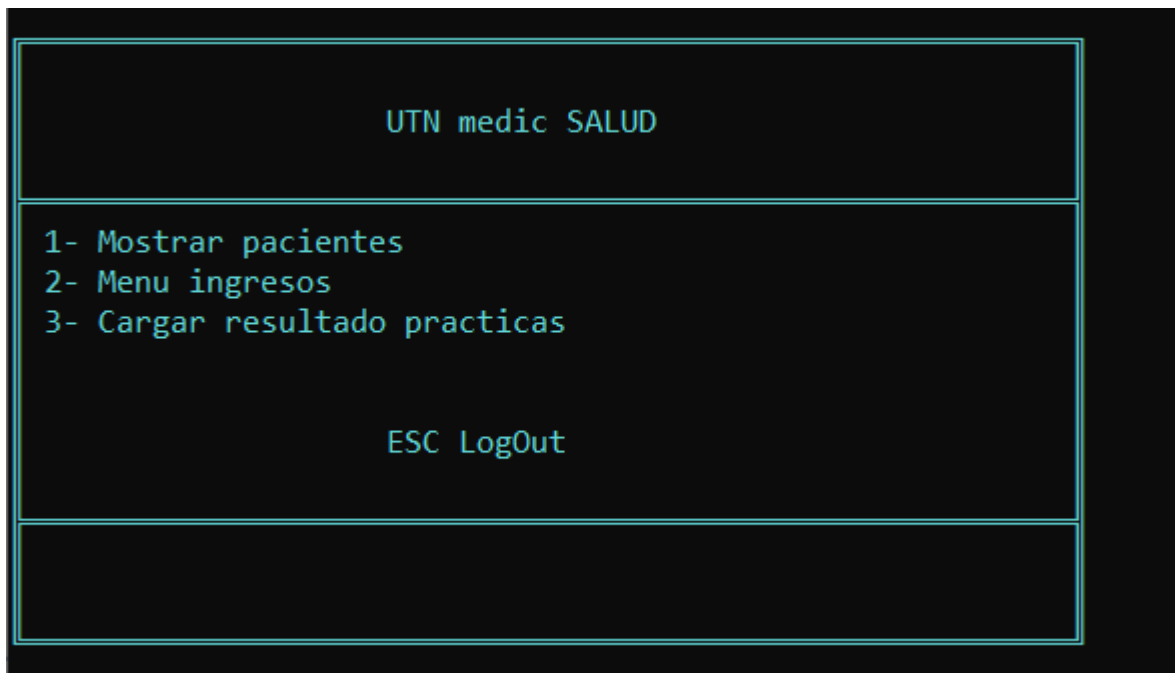 UTN medic SALUD
1- Mostrar pacientes
2- Menu ingresos
3- Cargar resultado practicas
ESC LogOut